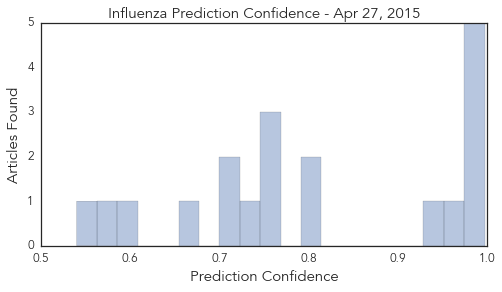 Influenza Prediction Confidence - Apr 27, 2015
5
4
3
2
1
0
Articles Found
0.5 0.6 0.7 0.8 0.9 1.0
Prediction Confidence